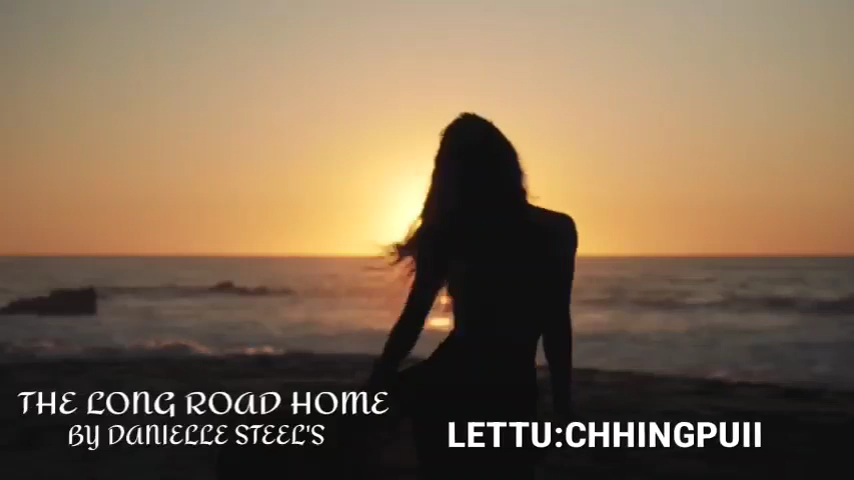 THE LONG ROAD HOME
BY DANIELLE STEEL'S
LETTU:CHHINGPUII